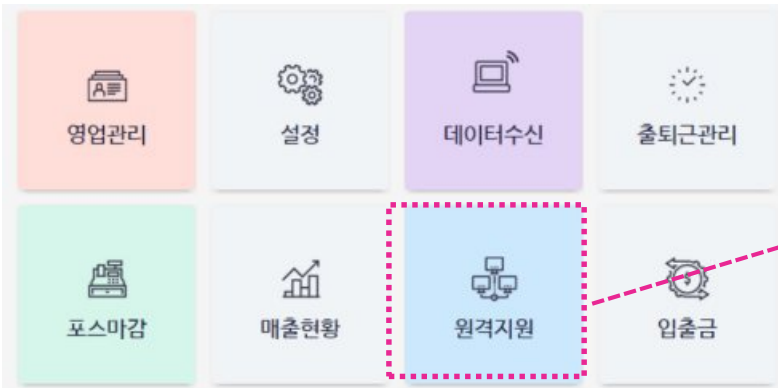 영업관리
설정
데이터수신
출퇴근관리
포스마감
매출현황
원격지원
입출금